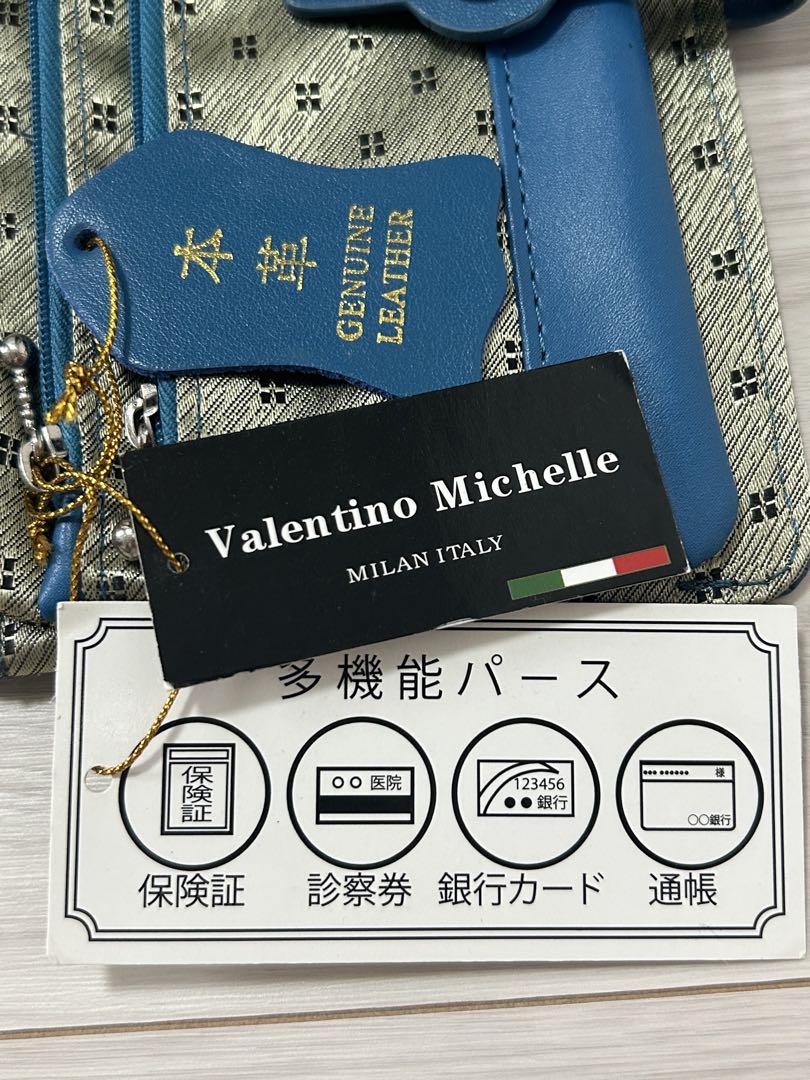 本革
GENUINE
LEATHER
Valentino Michelle
MILAN ITALY
多機能パース
保険証
○○医院
123456
●●銀行
様
○○銀行
保険証
診察券
銀行カード
通帳